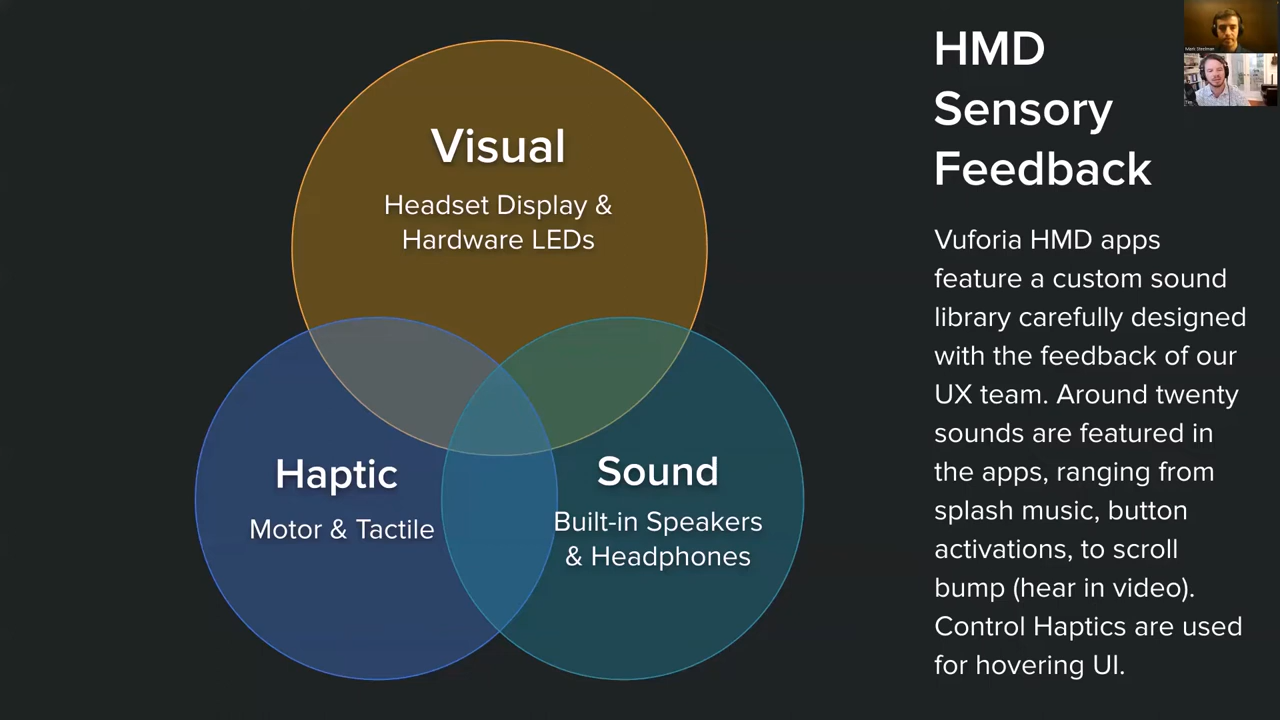 Visual
Headset Display &
Hardware LEDs
Haptic
Motor & Tactile
Sound
Built-in Speakers
& Headphones
HMD
Sensory
Feedback
Vuforia HMD apps
feature a custom sound
library carefully designed
with the feedback of our
UX team. Around twenty
sounds are featured in
the apps, ranging from
splash music, button
activations, to scroll
bump (hear in video).
Control Haptics are used
for hovering UI.